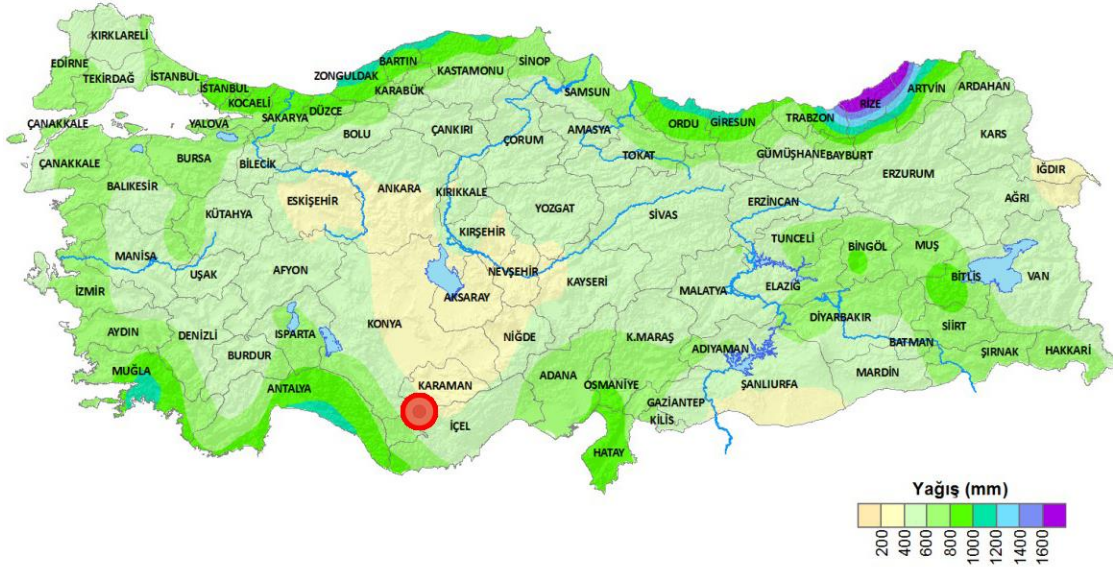 KIRKLARELİ
EDİRNE
TEKİRDAĞ
İSTANBUL
İSTANBUL
KOCAELİ
YALOVA
SAKARYA
DÜZCE
ZONGULDAK
BARTIN
KARABÜK
KASTAMONU
SİNOP
SAMSUN
ORDU
GİRESUN
TRABZON
RİZE
ARTVİN
ARDAHAN
KARS
ÇANAKKALE
ÇANAKKALE
BURSA
BİLECİK
BOLU
ÇANKIRI
ÇORUM
AMASYA
TOKAT
GÜMÜŞHANE
BAYBURT
ERZURUM
IĞDIR
AĞRI
BALIKESİR
KÜTAHYA
ESKİŞEHİR
ANKARA
KIRIKKALE
YOZGAT
SİVAS
ERZİNCAN
TUNCELİ
BİNGÖL
MUŞ
KIRŞEHİR
MANİSA
UŞAK
AFYON
NEVŞEHİR
AKSARAY
KAYSERİ
MALATYA
ELAZIĞ
BİTLİS
VAN
İZMİR
AYDIN
DENİZLİ
ISPARTA
BURDUR
KONYA
NİĞDE
K.MARAŞ
ADIYAMAN
DİYARBAKIR
BATMAN
SİİRT
ŞIRNAK
HAKKARİ
MARDİN
MUĞLA
ANTALYA
KARAMAN
İÇEL
ADANA
OSMANİYE
GAZİANTEP
KİLİS
ŞANLIURFA
HATAY
Yağış (mm)
200
400
600
800
1000
1200
1400
1600